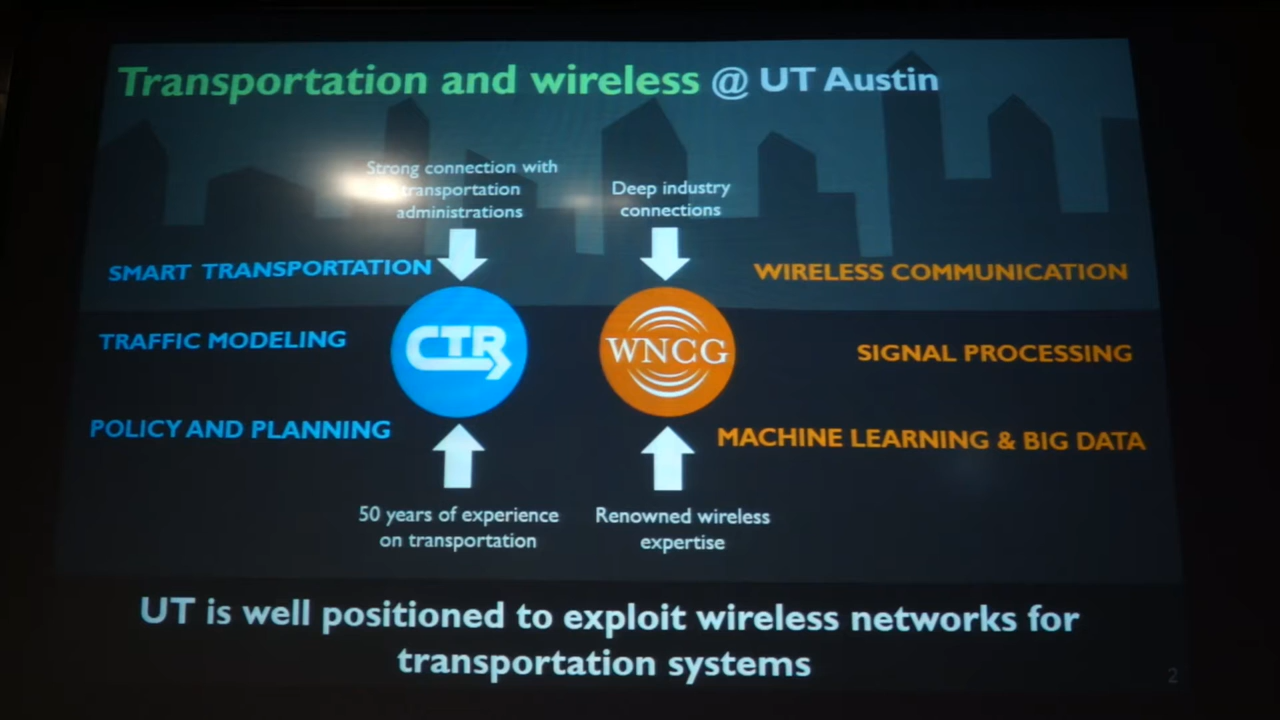 Transportation and wireless @ UT Austin
Strong connection with
transportation
administrations
Deep industry
connections
SMART TRANSPORTATION
WIRELESS COMMUNICATION
TRAFFIC MODELING
CTR
WNCG
SIGNAL PROCESSING
POLICY AND PLANNING
MACHINE LEARNING & BIG DATA
50 years of experience
on transportation
Renowned wireless
expertise
UT is well positioned to exploit wireless networks for
transportation systems
2